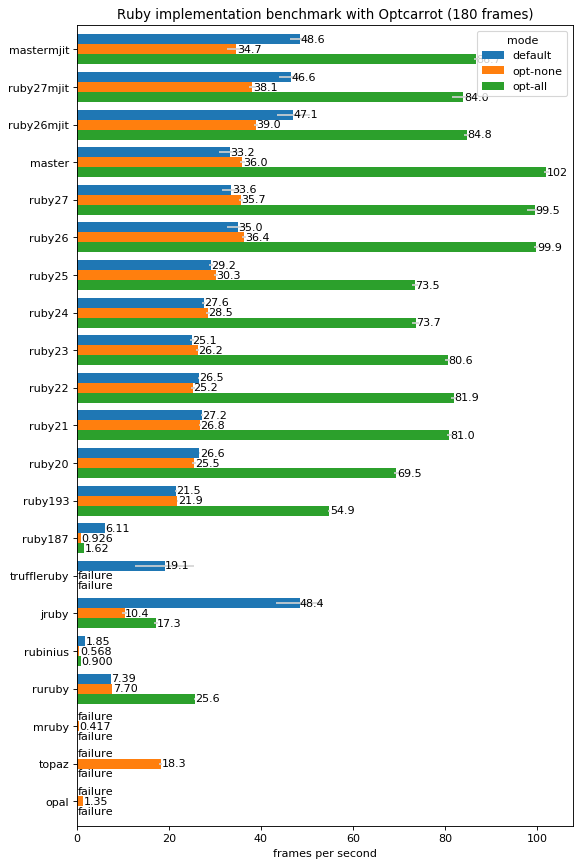 Ruby implementation benchmark with Optcarrot (180 frames)
mode
default
opt-none
opt-all
mastermjit
48.6
34.7
ruby27mjit
46.6
38.1
84.0
ruby26mjit
47.1
39.0
84.8
master
33.2
36.0
102
ruby27
33.6
35.7
99.5
ruby26
35.0
36.4
99.9
ruby25
29.2
30.3
73.5
ruby24
27.6
28.5
73.7
ruby23
25.1
26.2
80.6
ruby22
26.5
25.2
81.9
ruby21
27.2
26.8
81.0
ruby20
26.6
25.5
69.5
ruby193
21.5
21.9
54.9
ruby187
6.11
0.926
1.62
truffleruby
19.1
failure
failure
jruby
48.4
10.4
17.3
rubinius
1.85
0.568
0.900
ruruby
7.39
7.70
25.6
mruby
failure
0.417
failure
topaz
failure
18.3
failure
opal
failure
1.35
failure
0 20 40 60 80 100
frames per second